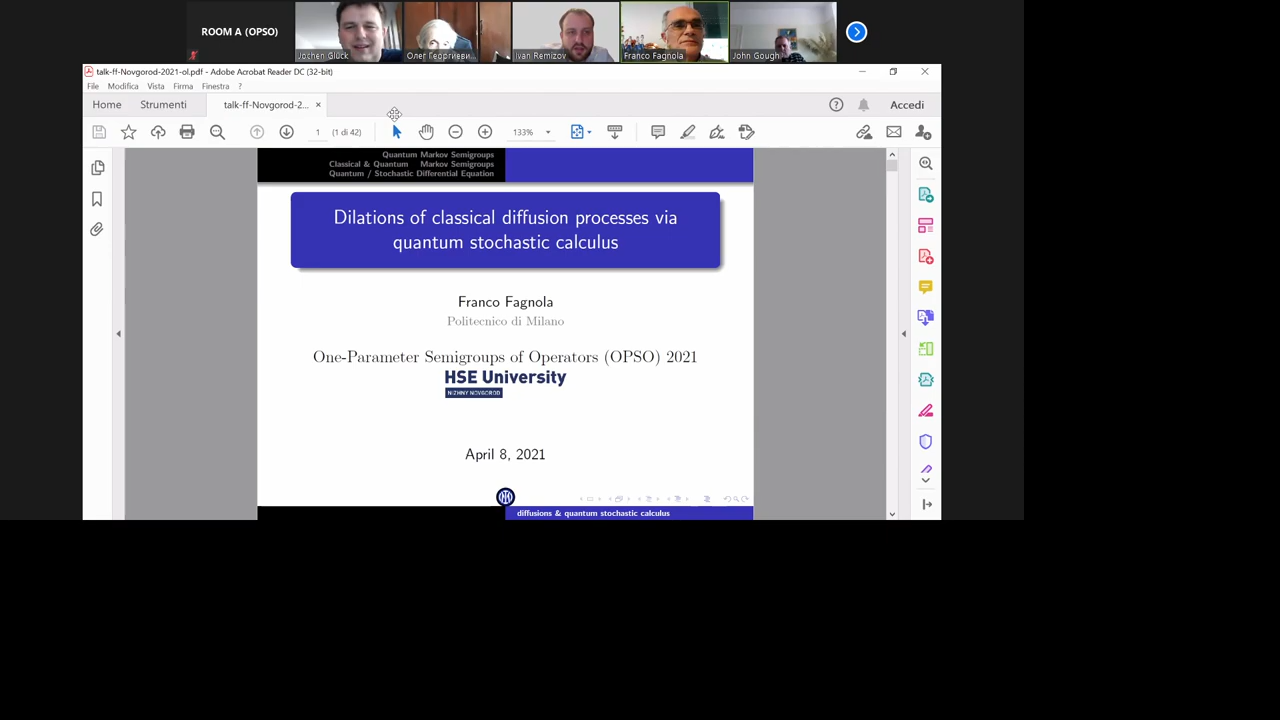 ROOM A (OPSO)
Jochen Glück
Олег Георгиеви...
Ivan Remizov
Franco Fagnola
John Gough
talk-ff-Novgorod-2021-ol.pdf - Adobe Acrobat Reader DC (32-bit)
File Modifica Vista Firma Finestra ?
Home Strumenti talk-ff-Novgorod-2... × Accedi
1 (1 di 42) 133%
Quantum Markov Semigroups
Classical & Quantum Markov Semigroups
Quantum / Stochastic Differential Equation
Dilations of classical diffusion processes via
quantum stochastic calculus
Franco Fagnola
Politecnico di Milano
One-Parameter Semigroups of Operators (OPSO) 2021
HSE University
NIZHNY NOVGOROD
April 8, 2021
diffusions & quantum stochastic calculus